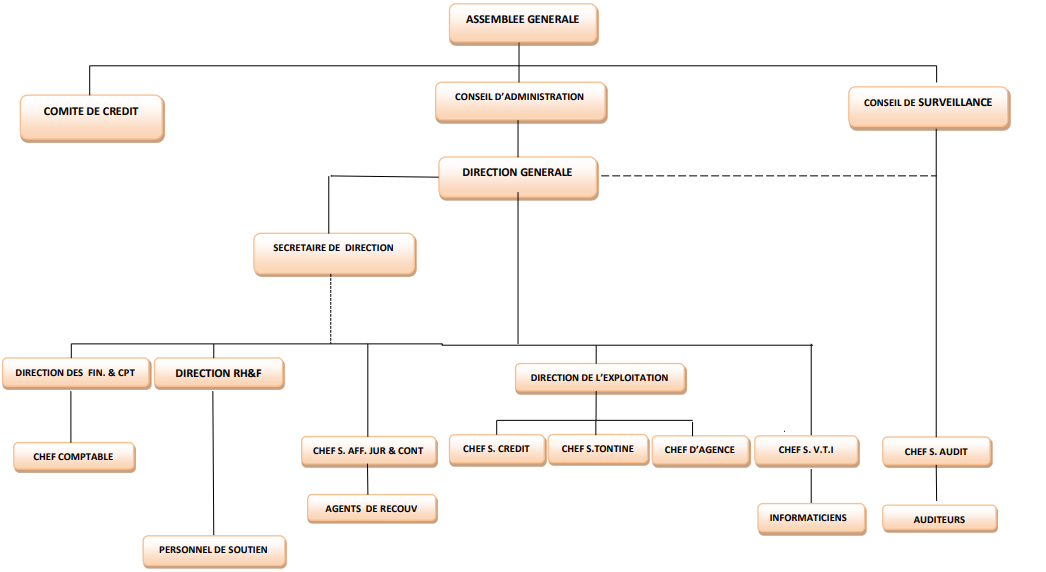 ASSEMBLEE GENERALE
COMITE DE CREDIT
CONSEIL D'ADMINISTRATION
CONSEIL DE SURVEILLANCE
DIRECTION GENERALE
SECRETAIRE DE DIRECTION
DIRECTION DES FIN. & CPT
DIRECTION RH&F
DIRECTION DE L'EXPLOITATION
CHEF COMPTABLE
CHEF S. AFF. JUR & CONT
CHEF S. CREDIT
CHEF S.TONTINE
CHEF D'AGENCE
CHEF S. V.T.I
CHEF S. AUDIT
AGENTS DE RECOUV
INFORMATICIENS
AUDITEURS
PERSONNEL DE SOUTIEN